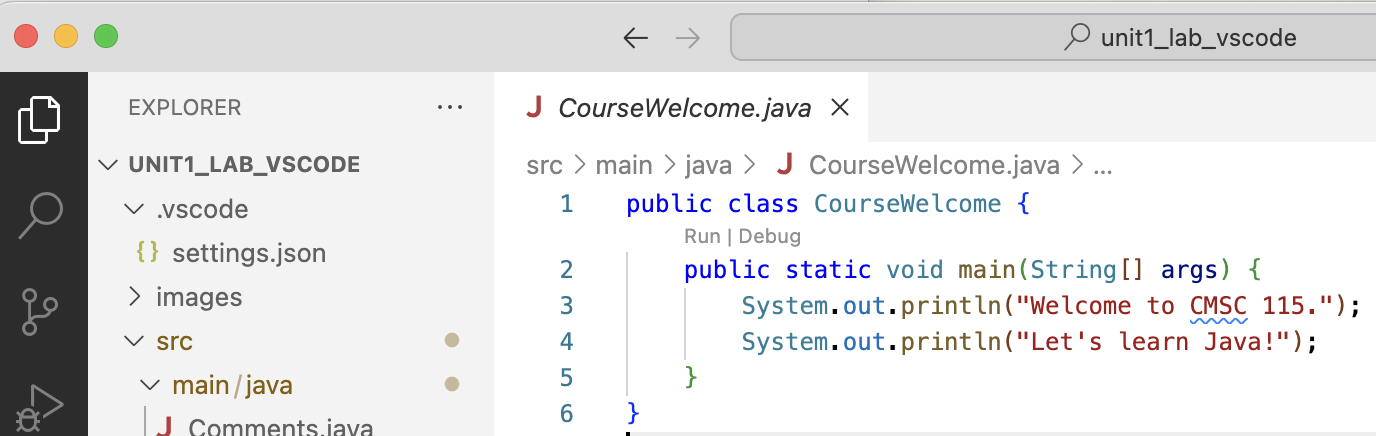 unit1_lab_vscode
EXPLORER
UNIT1_LAB_VSCODE
.vscode
{} settings.json
images
src
main/java
J Comments.java
J CourseWelcome.java
src > main > java > J CourseWelcome.java > ...
1 public class CourseWelcome {
Run | Debug
2 public static void main(String[] args) {
3 System.out.println("Welcome to CMSC 115.");
4 System.out.println("Let's learn Java!");
5 }
6 }